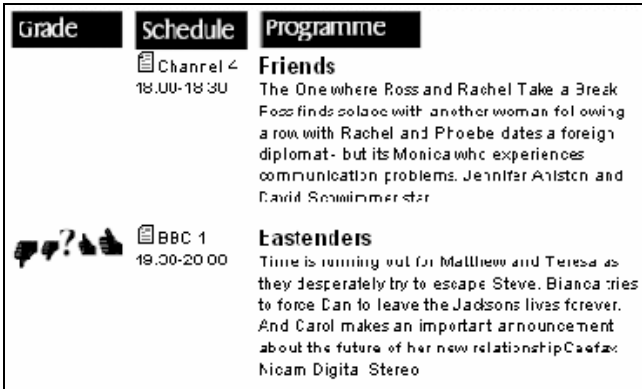 Grade Schedule Programme
Channel 4 Friends
18.00-18 30 The One where Ross and Rachel Take a Break
Ross finds solace with another woman following
a row with Rachel and Phoebe dates a foreign
diplomat - but its Monica who experiences
communication problems. Jennifer Aniston and
David Schwimmer star
? BBC 1 Eastenders
19.30-20 00 Time is running out for Matthew and Teresa as
they desperately try to escape Steve. Bianca tries
to force Dan to leave the Jacksons lives forever.
And Carol makes an important announcement
about the future of her new relationshipCeefax
Nicam Digital Stereo